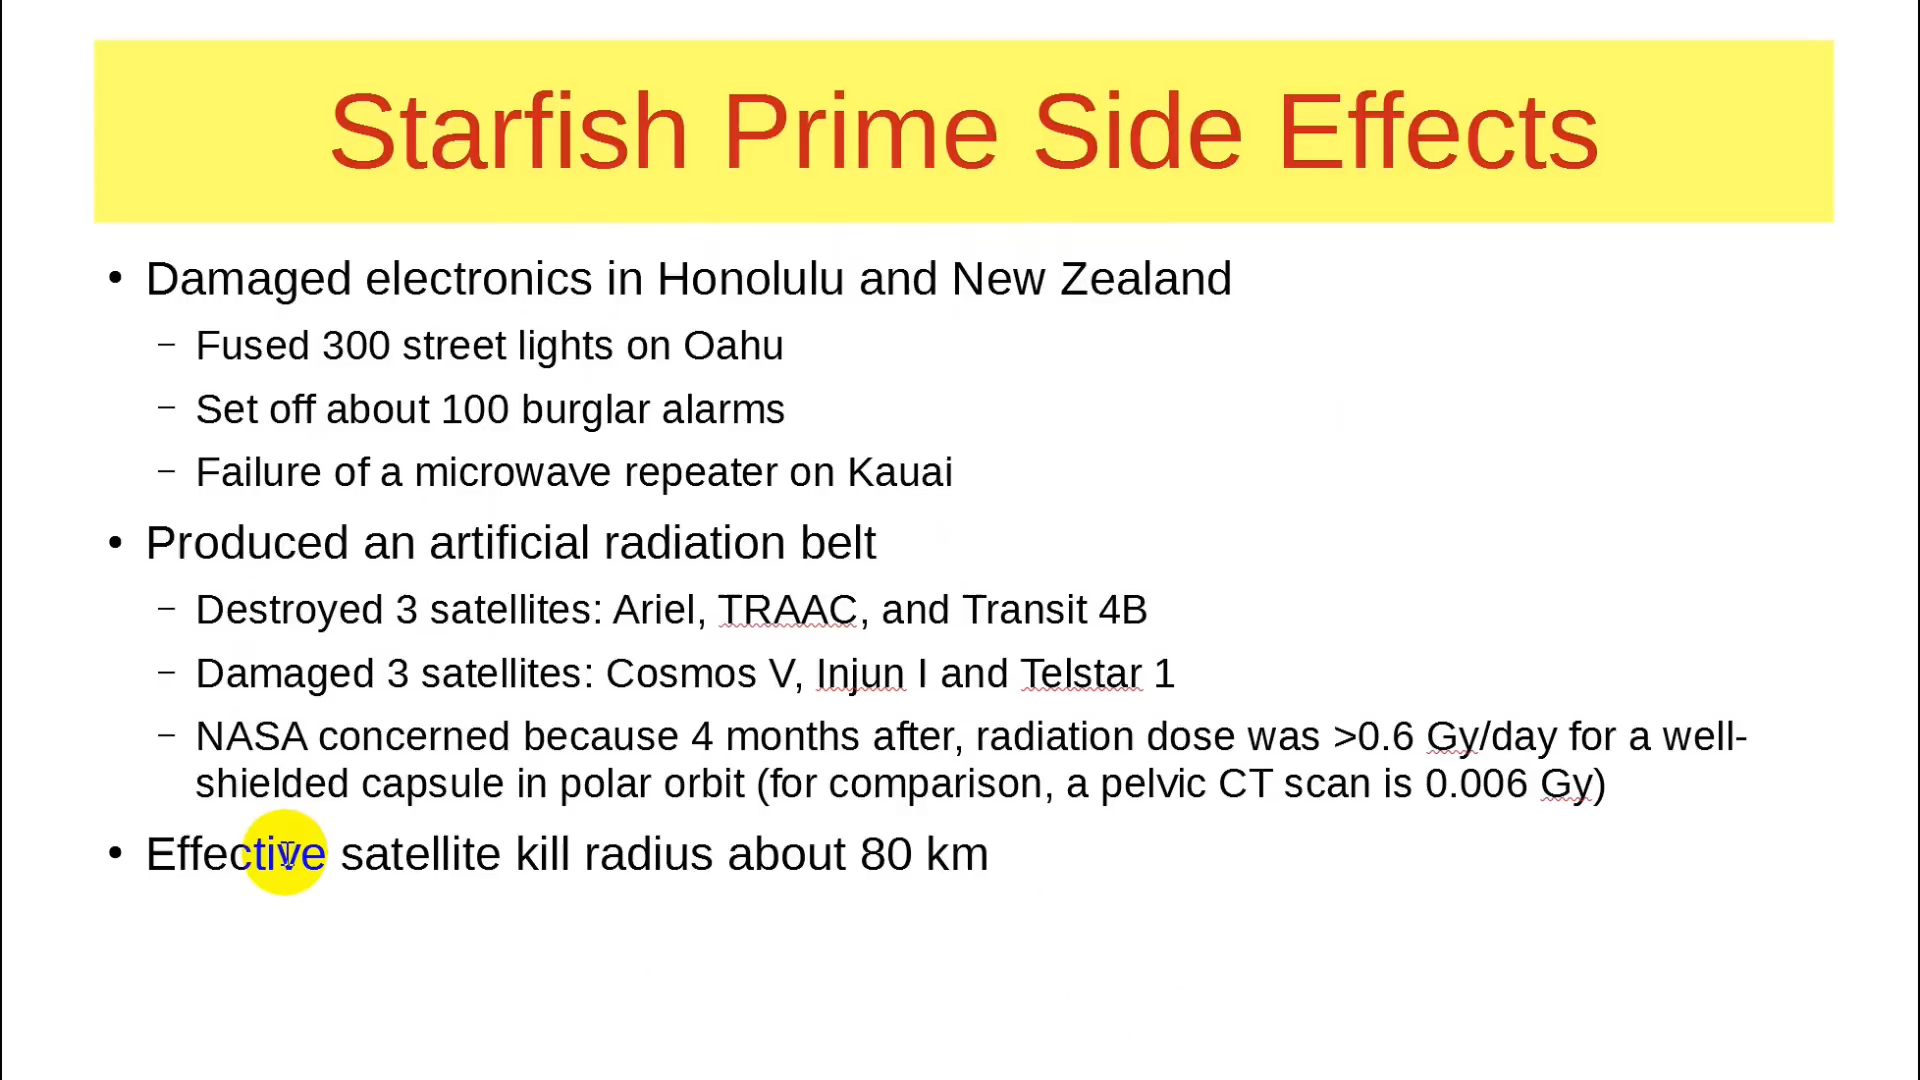 Starfish Prime Side Effects
• Damaged electronics in Honolulu and New Zealand
– Fused 300 street lights on Oahu
– Set off about 100 burglar alarms
– Failure of a microwave repeater on Kauai
• Produced an artificial radiation belt
– Destroyed 3 satellites: Ariel, TRAAC, and Transit 4B
– Damaged 3 satellites: Cosmos V, Injun I and Telstar 1
– NASA concerned because 4 months after, radiation dose was >0.6 Gy/day for a well-
shielded capsule in polar orbit (for comparison, a pelvic CT scan is 0.006 Gy)
• Effective satellite kill radius about 80 km